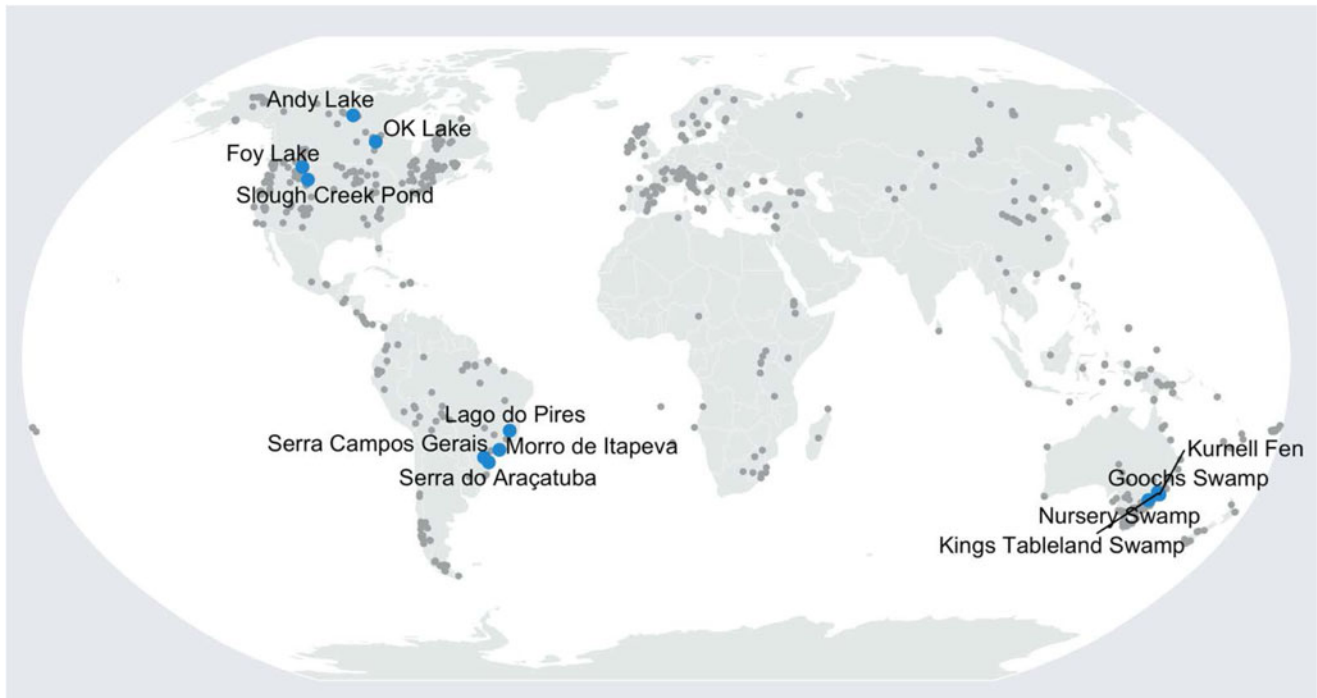 Andy Lake
OK Lake
Foy Lake
Slough Creek Pond
Lago do Pires
Serra Campos Gerais
Morro de Itapeva
Serra do Araçatuba
Kurnell Fen
Goochs Swamp
Nursery Swamp
Kings Tableland Swamp